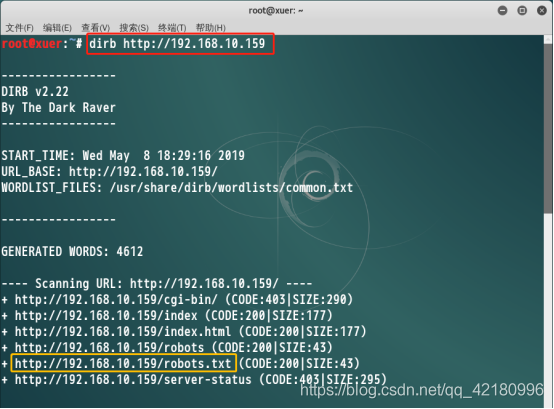 root@xuer: ~
文件(F) 编辑(E) 查看(V) 搜索(S) 终端(T) 帮助(H)
root@xuer:~# dirb http://192.168.10.159
-----------------
DIRB v2.22
By The Dark Raver
-----------------
START_TIME: Wed May  8 18:29:16 2019
URL_BASE: http://192.168.10.159/
WORDLIST_FILES: /usr/share/dirb/wordlists/common.txt
-----------------
GENERATED WORDS: 4612
---- Scanning URL: http://192.168.10.159/ ----
+ http://192.168.10.159/cgi-bin/ (CODE:403|SIZE:290)
+ http://192.168.10.159/index (CODE:200|SIZE:177)
+ http://192.168.10.159/index.html (CODE:200|SIZE:177)
+ http://192.168.10.159/robots (CODE:200|SIZE:43)
+ http://192.168.10.159/robots.txt (CODE:200|SIZE:43)
+ http://192.168.10.159/server-status (CODE:403|SIZE:295)
https://blog.csdn.net/qq_42180996